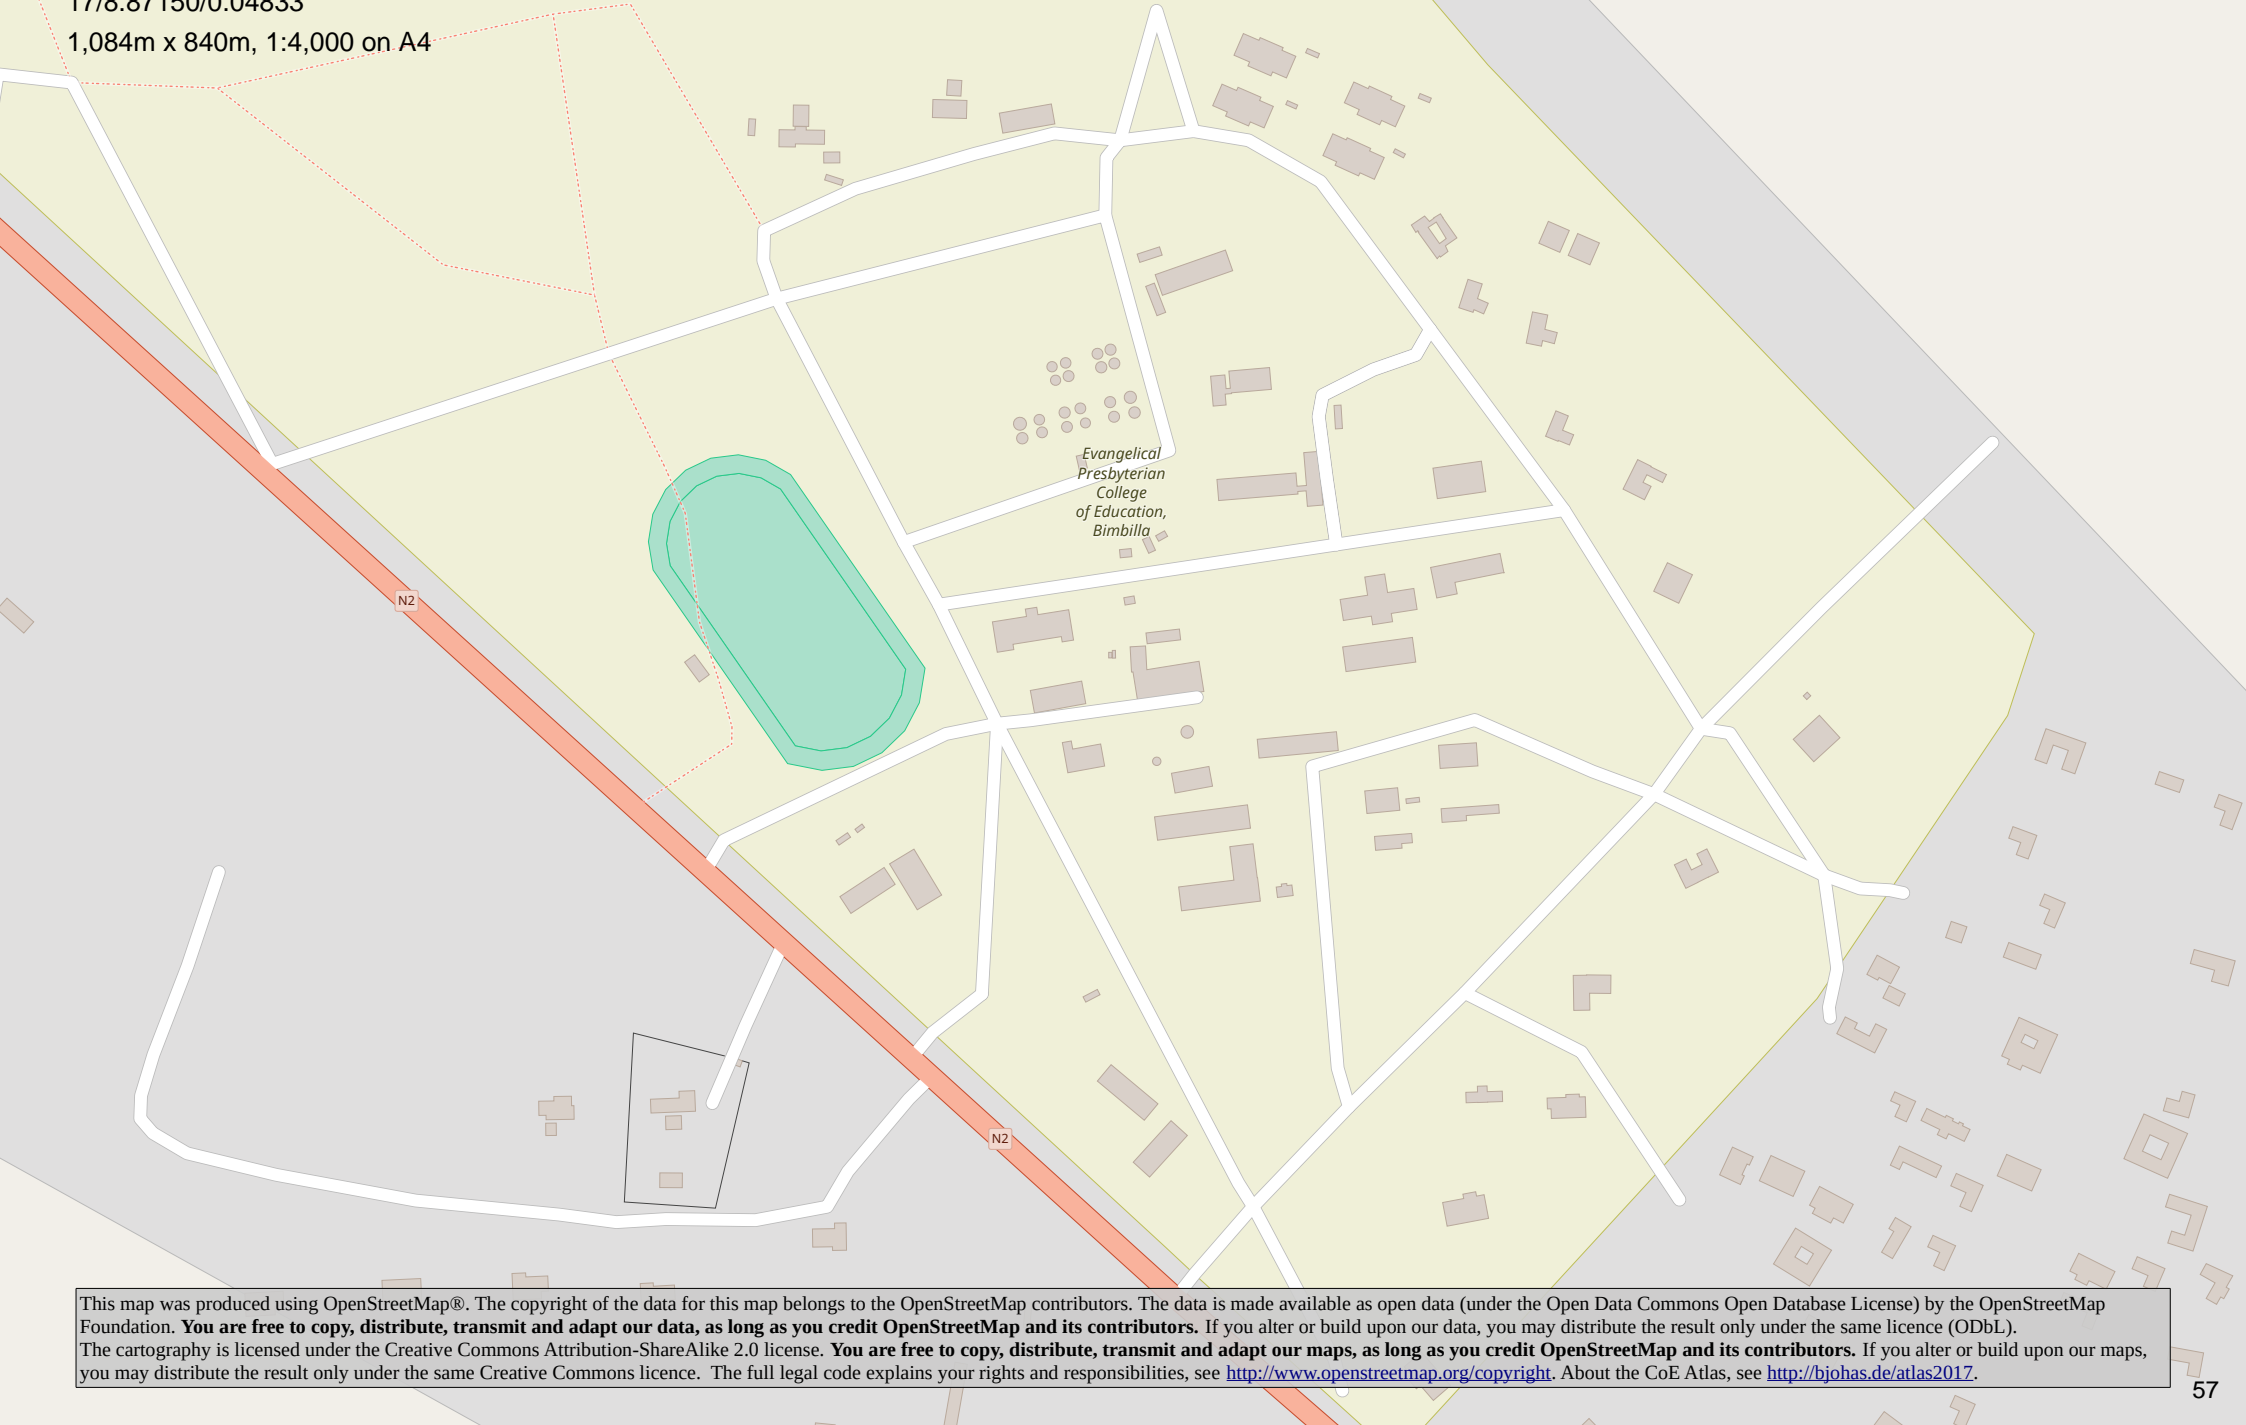 17/8.87150/0.04833
1,084m x 840m, 1:4,000 on A4
Evangelical
Presbyterian
College
of Education,
Bimbilla
N2
N2
This map was produced using OpenStreetMap®. The copyright of the data for this map belongs to the OpenStreetMap contributors. The data is made available as open data (under the Open Data Commons Open Database License) by the OpenStreetMap
Foundation. You are free to copy, distribute, transmit and adapt our data, as long as you credit OpenStreetMap and its contributors. If you alter or build upon our data, you may distribute the result only under the same licence (ODbL).
The cartography is licensed under the Creative Commons Attribution-ShareAlike 2.0 license. You are free to copy, distribute, transmit and adapt our maps, as long as you credit OpenStreetMap and its contributors. If you alter or build upon our maps,
you may distribute the result only under the same Creative Commons licence. The full legal code explains your rights and responsibilities, see http://www.openstreetmap.org/copyright. About the CoE Atlas, see http://bjohas.de/atlas2017.
57